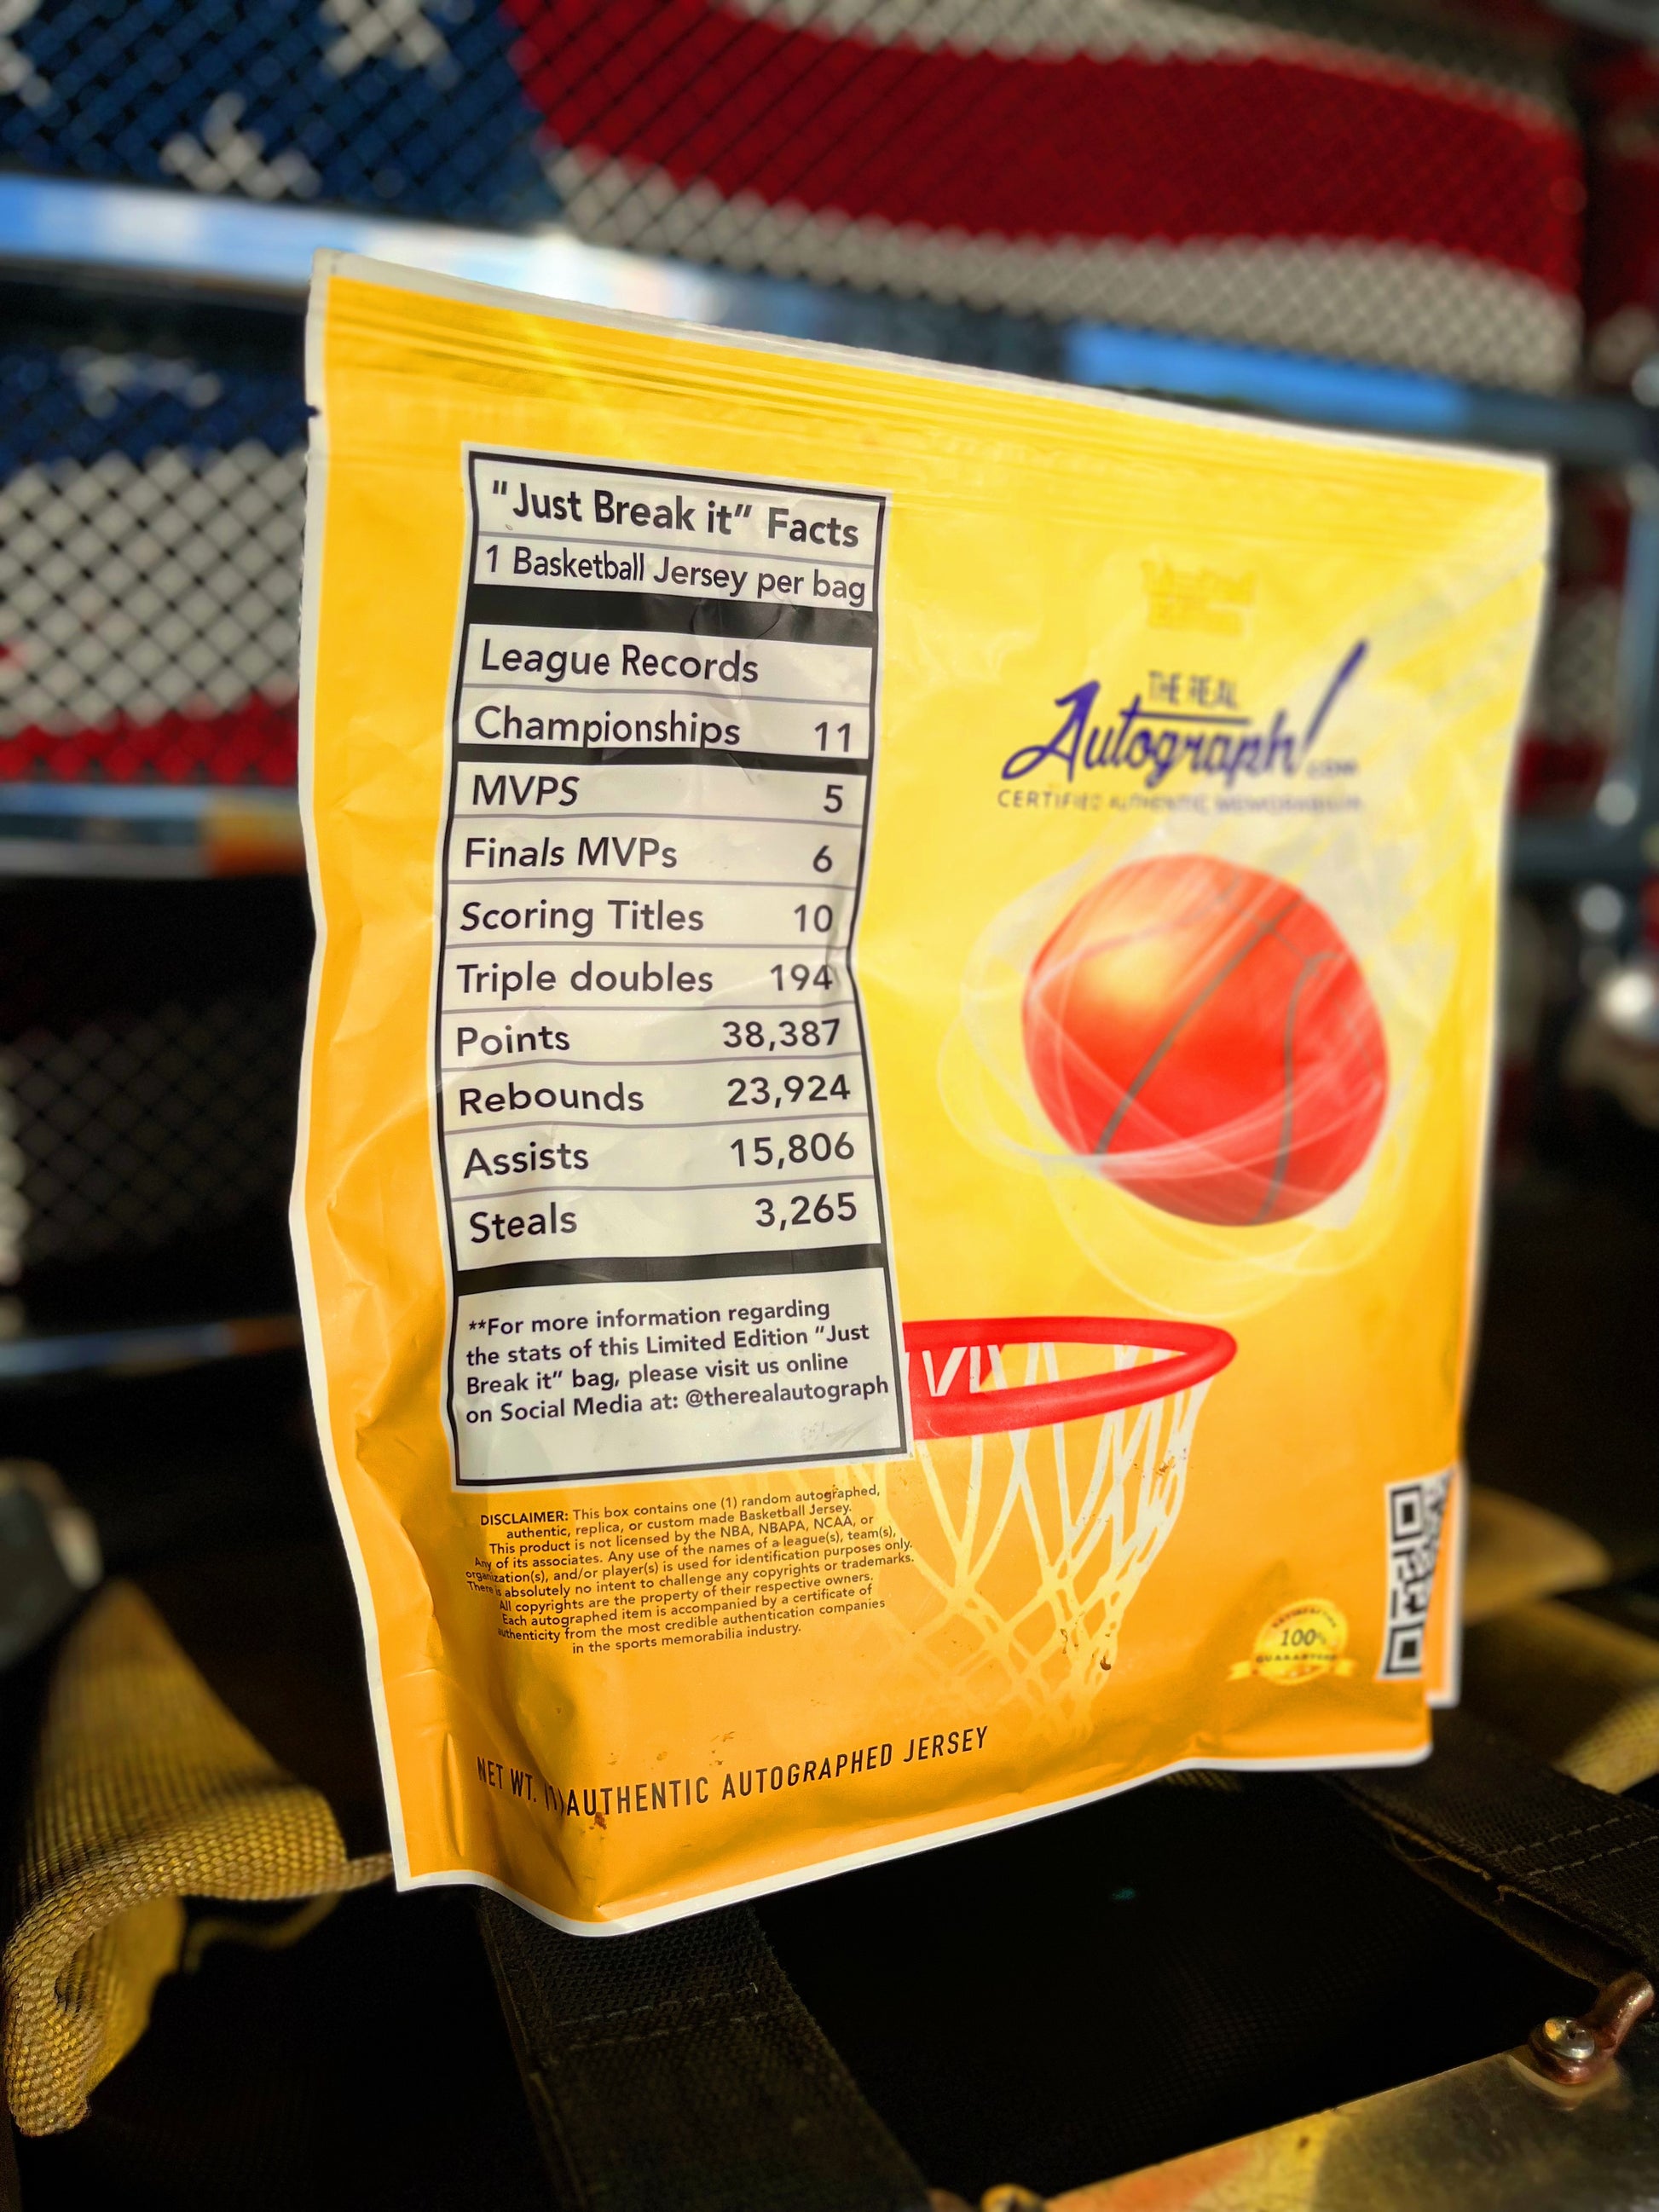 "Just Break it" Facts
1 Basketball Jersey per bag
League Records
Championships 11
MVPS 5
Finals MVPs 6
Scoring Titles 10
Triple doubles 194
Points 38,387
Rebounds 23,924
Assists 15,806
Steals 3,265
**For more information regarding
the stats of this Limited Edition "Just
Break it" bag, please visit us online
on Social Media at: @therealautograph
DISCLAIMER: This box contains one (1) random autographed,
authentic, replica, or custom made Basketball Jersey.
This product is not licensed by the NBA, NBAPA, NCAA, or
Any of its associates. Any use of the names of a league(s), team(s),
organization(s), and/or player(s) is used for identification purposes only.
There is absolutely no intent to challenge any copyrights or trademarks.
All copyrights are the property of their respective owners.
Each autographed item is accompanied by a certificate of
authenticity from the most credible authentication companies
in the sports memorabilia industry.
NET WT. (1) AUTHENTIC AUTOGRAPHED JERSEY
THE REAL
Autograph!
.COM
CERTIFIED AUTHENTIC MEMORABILIA
100%
GUARANTEED